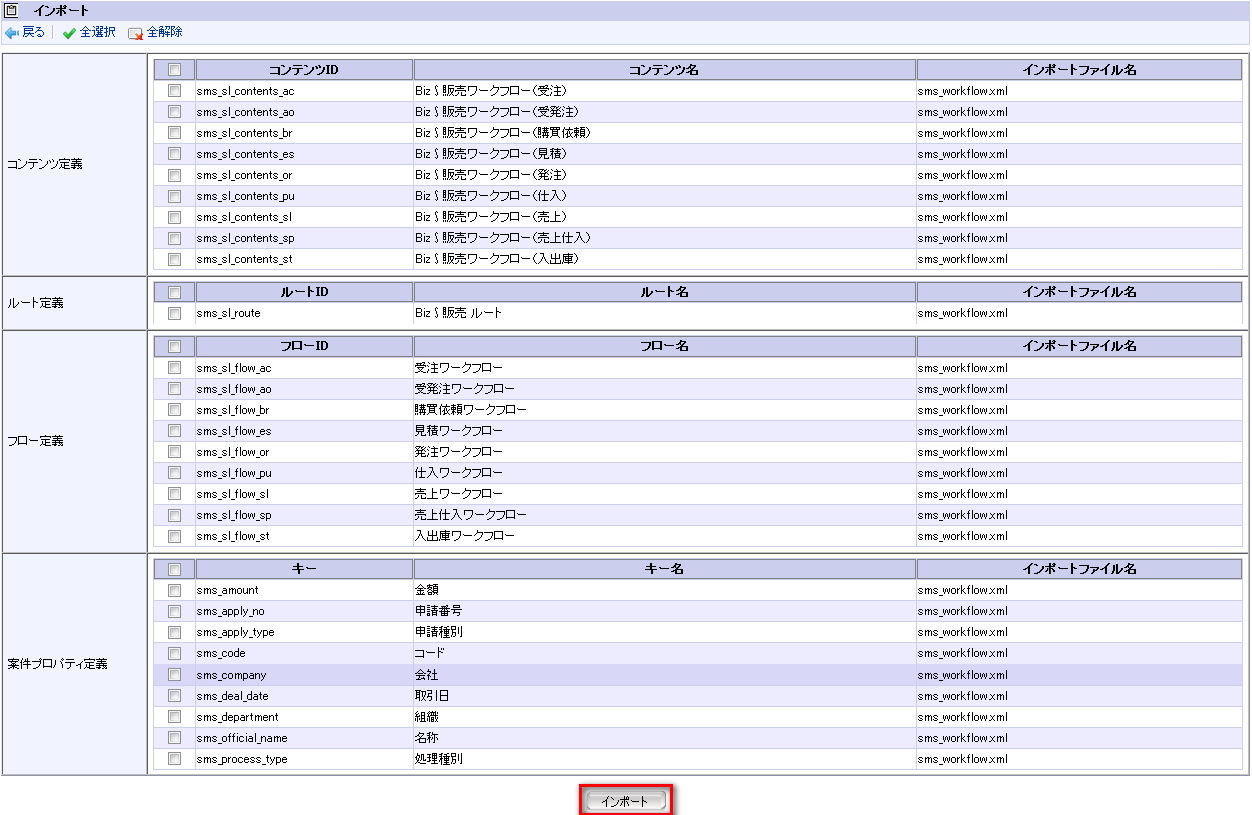 インポート
戻る 全選択 全解除
コンテンツ定義
コンテンツID コンテンツ名 インポートファイル名
sms_sl_contents_ac Biz∫販売ワークフロー(受注) sms_workflow.xml
sms_sl_contents_ao Biz∫販売ワークフロー(受発注) sms_workflow.xml
sms_sl_contents_br Biz∫販売ワークフロー(購買依頼) sms_workflow.xml
sms_sl_contents_es Biz∫販売ワークフロー(見積) sms_workflow.xml
sms_sl_contents_or Biz∫販売ワークフロー(発注) sms_workflow.xml
sms_sl_contents_pu Biz∫販売ワークフロー(仕入) sms_workflow.xml
sms_sl_contents_sl Biz∫販売ワークフロー(売上) sms_workflow.xml
sms_sl_contents_sp Biz∫販売ワークフロー(売上仕入) sms_workflow.xml
sms_sl_contents_st Biz∫販売ワークフロー(入出庫) sms_workflow.xml
ルート定義
ルートID ルート名 インポートファイル名
sms_sl_route Biz∫販売 ルート sms_workflow.xml
フロー定義
フローID フロー名 インポートファイル名
sms_sl_flow_ac 受注ワークフロー sms_workflow.xml
sms_sl_flow_ao 受発注ワークフロー sms_workflow.xml
sms_sl_flow_br 購買依頼ワークフロー sms_workflow.xml
sms_sl_flow_es 見積ワークフロー sms_workflow.xml
sms_sl_flow_or 発注ワークフロー sms_workflow.xml
sms_sl_flow_pu 仕入ワークフロー sms_workflow.xml
sms_sl_flow_sl 売上ワークフロー sms_workflow.xml
sms_sl_flow_sp 売上仕入ワークフロー sms_workflow.xml
sms_sl_flow_st 入出庫ワークフロー sms_workflow.xml
案件プロパティ定義
キー キー名 インポートファイル名
sms_amount 金額 sms_workflow.xml
sms_apply_no 申請番号 sms_workflow.xml
sms_apply_type 申請種別 sms_workflow.xml
sms_code コード sms_workflow.xml
sms_company 会社 sms_workflow.xml
sms_deal_date 取引日 sms_workflow.xml
sms_department 組織 sms_workflow.xml
sms_official_name 名称 sms_workflow.xml
sms_process_type 処理種別 sms_workflow.xml
インポート